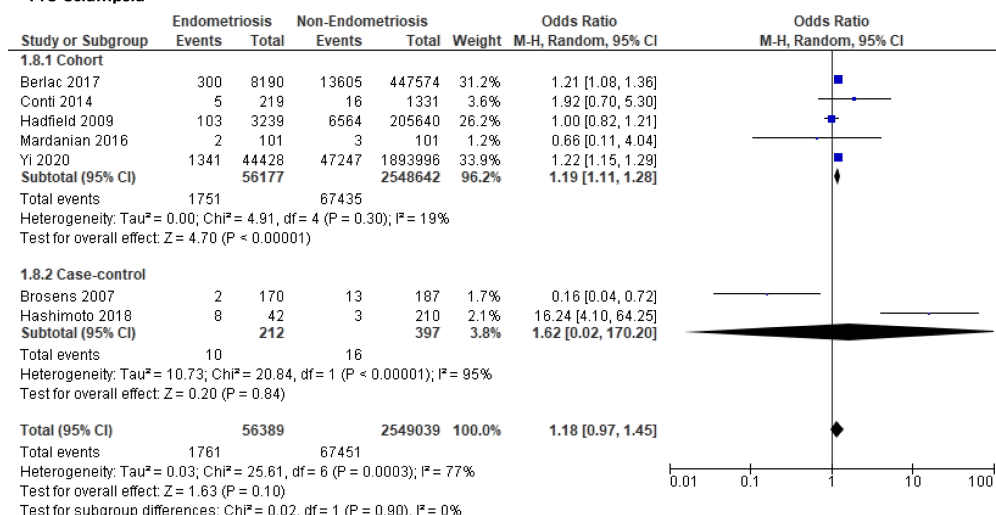 Endometriosis Non-Endometriosis Odds Ratio Odds Ratio
Study or Subgroup Events Total Events Total Weight M-H, Random, 95% CI M-H, Random, 95% CI
1.8.1 Cohort
Berlac 2017 300 8190 13605 447574 31.2% 1.21 [1.08, 1.36]
Conti 2014 5 219 16 1331 3.6% 1.92 [0.70, 5.30]
Hadfield 2009 103 3239 6564 205640 26.2% 1.00 [0.82, 1.21]
Mardanian 2016 2 101 3 101 1.2% 0.66 [0.11, 4.04]
Yi 2020 1341 44428 47247 1893996 33.9% 1.22 [1.15, 1.29]
Subtotal (95% CI) 56177 2548642 96.2% 1.19 [1.11, 1.28]
Total events 1751 67435
Heterogeneity: Tau² = 0.00; Chi² = 4.91, df = 4 (P = 0.30); I² = 19%
Test for overall effect: Z = 4.70 (P < 0.00001)
1.8.2 Case-control
Brosens 2007 2 170 13 187 1.7% 0.16 [0.04, 0.72]
Hashimoto 2018 8 42 3 210 2.1% 16.24 [4.10, 64.25]
Subtotal (95% CI) 212 397 3.8% 1.62 [0.02, 170.20]
Total events 10 16
Heterogeneity: Tau² = 10.73; Chi² = 20.84, df = 1 (P < 0.00001); I² = 95%
Test for overall effect: Z = 0.20 (P = 0.84)
Total (95% CI) 56389 2549039 100.0% 1.18 [0.97, 1.45]
Total events 1761 67451
Heterogeneity: Tau² = 0.03; Chi² = 25.61, df = 6 (P = 0.0003); I² = 77%
Test for overall effect: Z = 1.63 (P = 0.10)
Test for subgroup differences: Chi² = 0.02, df = 1 (P = 0.90), I² = 0%
0.01 0.1 1 10 100